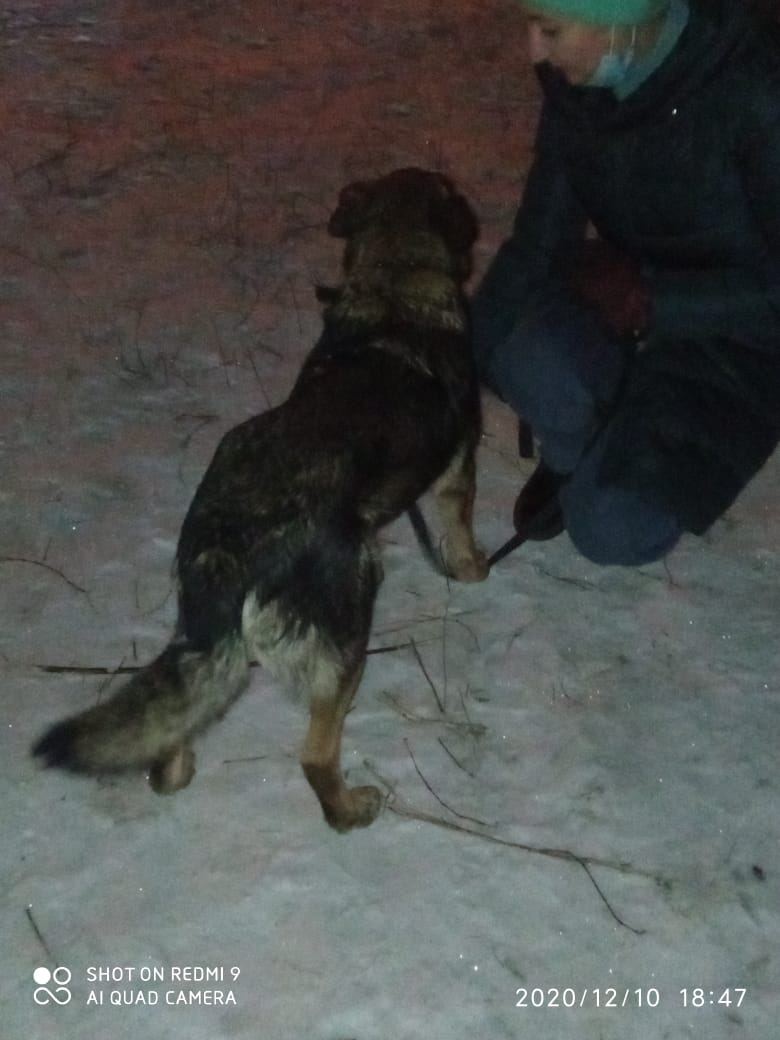 SHOT ON REDMI 9
AI QUAD CAMERA
2020/12/10 18:47